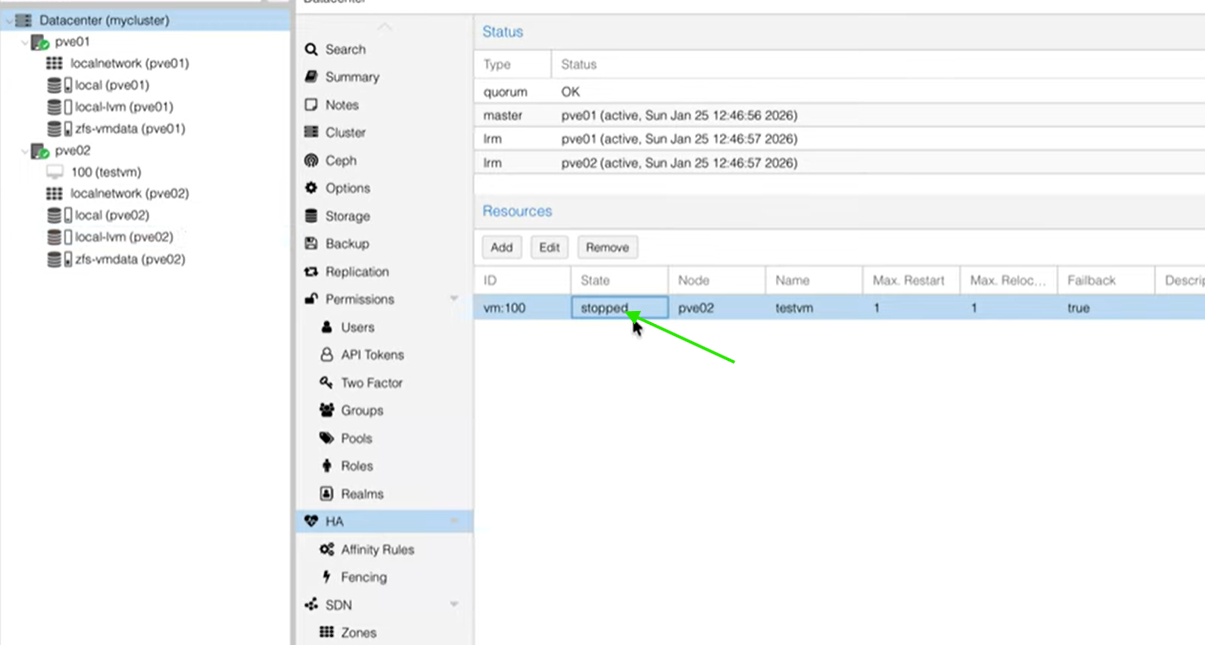 Datacenter
Datacenter (mycluster)
pve01
localnetwork (pve01)
local (pve01)
local-lvm (pve01)
zfs-vmdata (pve01)
pve02
100 (testvm)
localnetwork (pve02)
local (pve02)
local-lvm (pve02)
zfs-vmdata (pve02)
Search
Summary
Notes
Cluster
Ceph
Options
Storage
Backup
Replication
Permissions
Users
API Tokens
Two Factor
Groups
Pools
Roles
Realms
HA
Affinity Rules
Fencing
SDN
Zones
Status
Type Status
quorum OK
master pve01 (active, Sun Jan 25 12:46:56 2026)
lrm pve01 (active, Sun Jan 25 12:46:57 2026)
lrm pve02 (active, Sun Jan 25 12:46:57 2026)
Resources
Add Edit Remove
ID State Node Name Max. Restart Max. Reloc... Failback Descrip
vm:100 stopped pve02 testvm 1 1 true